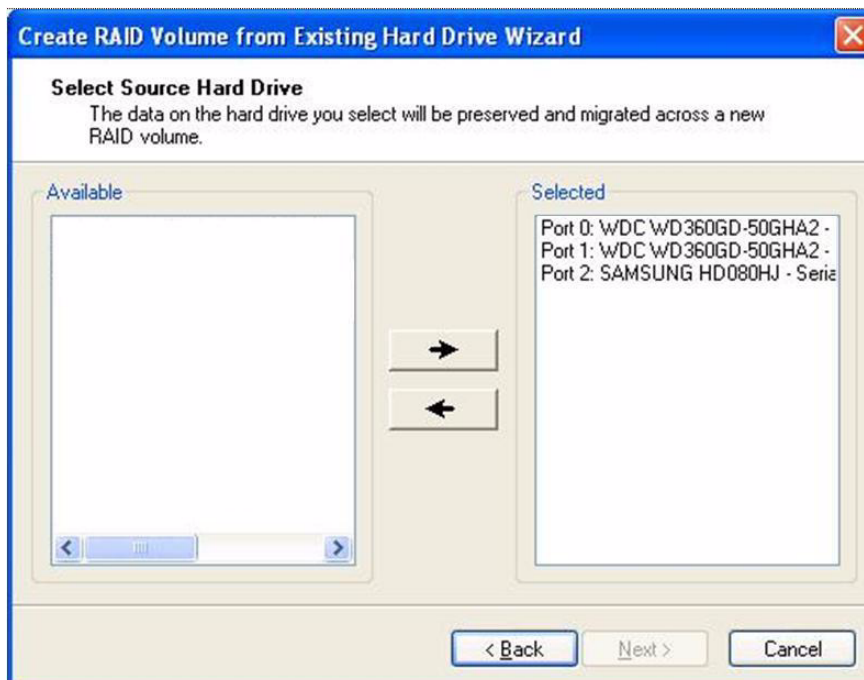 Create RAID Volume from Existing Hard Drive Wizard
Select Source Hard Drive
The data on the hard drive you select will be preserved and migrated across a new
RAID volume.
Available
Selected
Port 0: WDC WD360GD-50GHA2 -
Port 1: WDC WD360GD-50GHA2 -
Port 2: SAMSUNG HD080HJ - Seria
< Back
Next >
Cancel